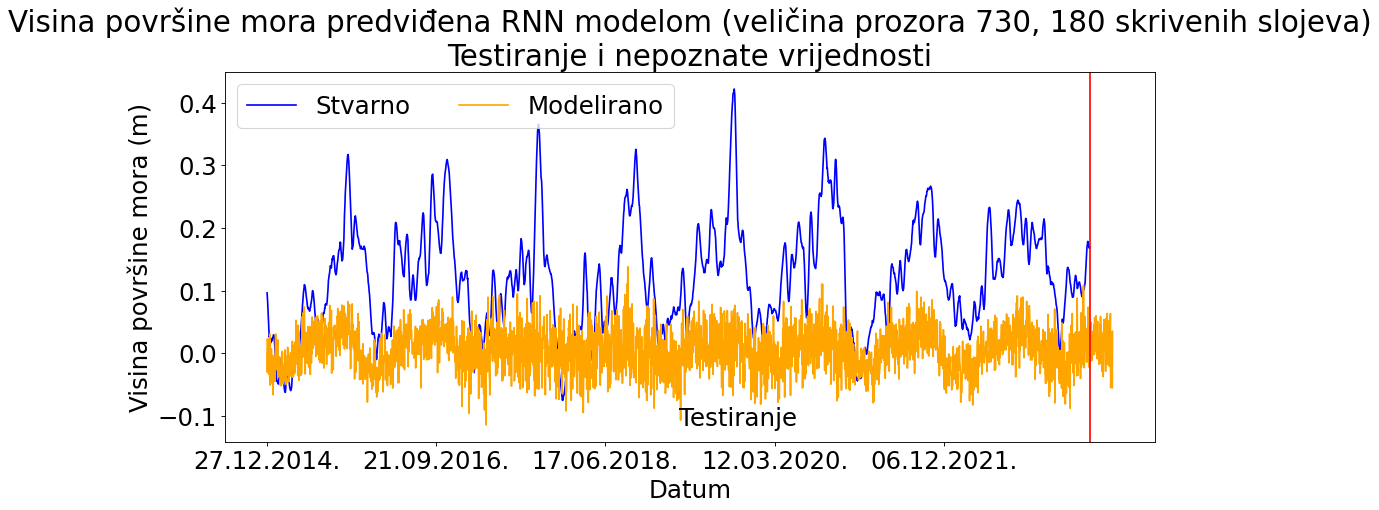 Visina površine mora predviđena RNN modelom (veličina prozora 730, 180 skrivenih slojeva)
Testiranje i nepoznate vrijednosti
Stvarno Modelirano
Visina površine mora (m)
0.4
0.3
0.2
0.1
0.0
−0.1
Testiranje
27.12.2014. 21.09.2016. 17.06.2018. 12.03.2020. 06.12.2021.
Datum